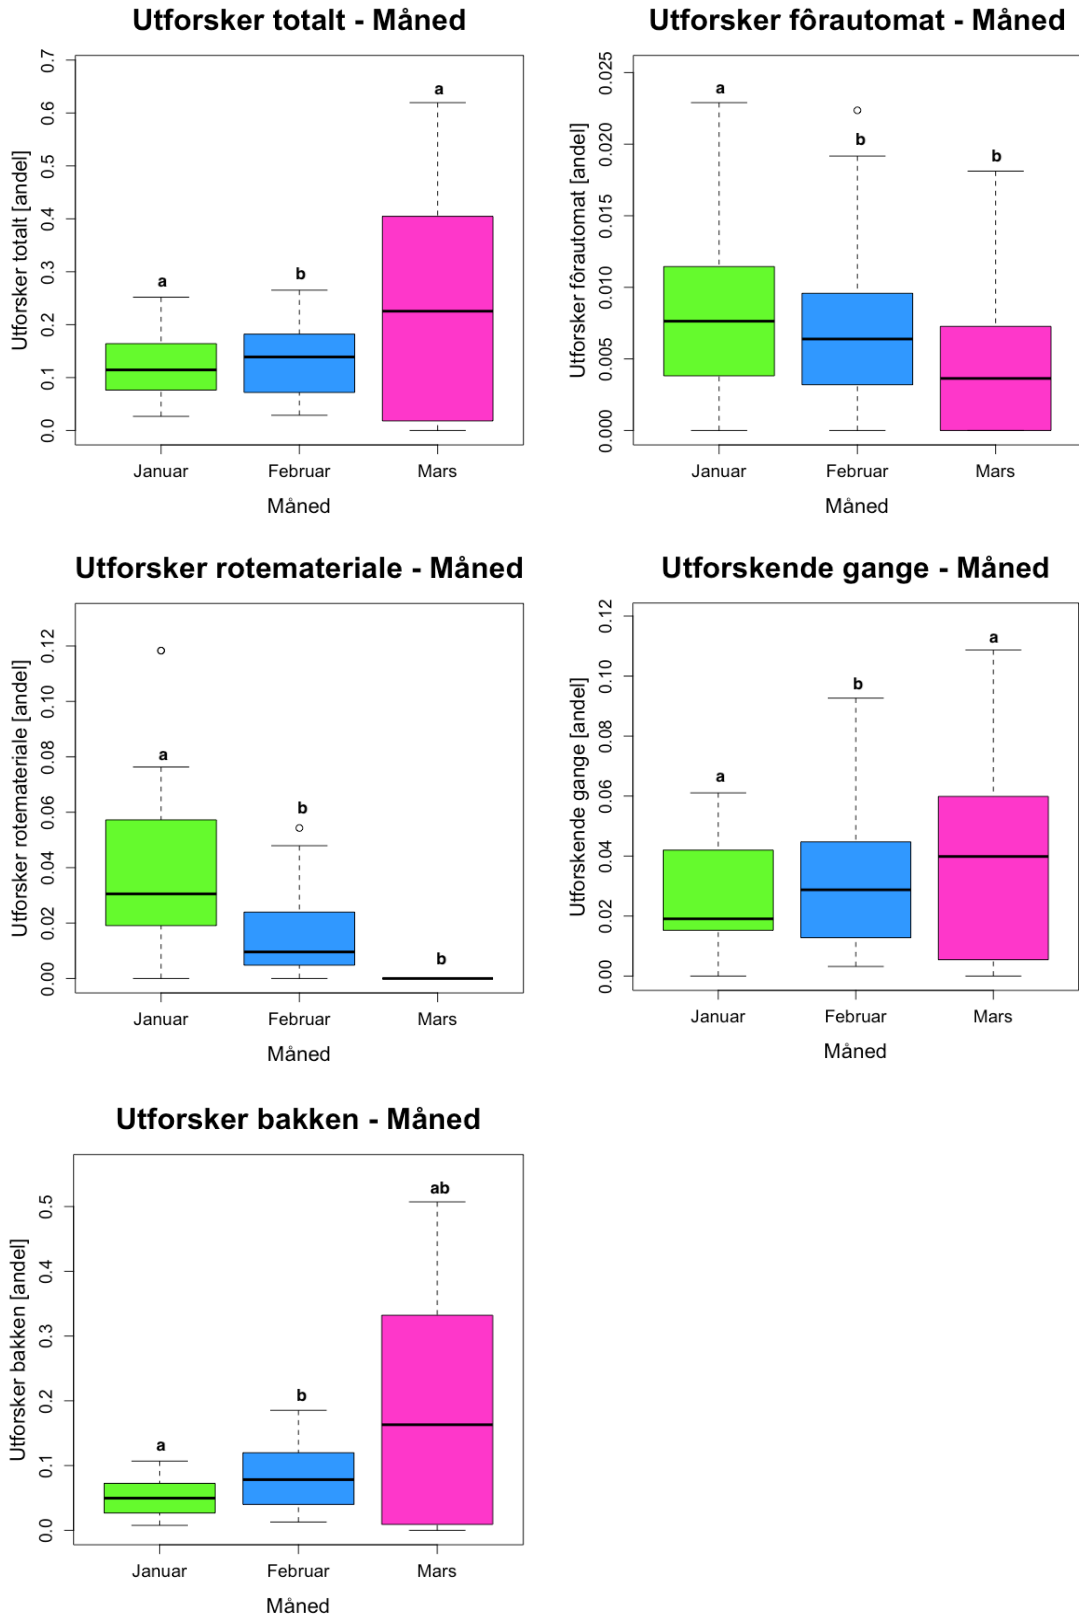 Utforsker totalt - Måned
Utforsker totalt [andel]
0.7
0.6
0.5
0.4
0.3
0.2
0.1
0.0
a
b
a
Januar Februar Mars
Måned
Utforsker fôrautomat - Måned
Utforsker fôrautomat [andel]
0.025
0.020
0.015
0.010
0.005
0.000
a
b
b
Januar Februar Mars
Måned
Utforsker rotemateriale - Måned
Utforsker rotemateriale [andel]
0.12
0.10
0.08
0.06
0.04
0.02
0.00
a
b
b
Januar Februar Mars
Måned
Utforskende gange - Måned
Utforskende gange [andel]
0.12
0.10
0.08
0.06
0.04
0.02
0.00
a
b
a
Januar Februar Mars
Måned
Utforsker bakken - Måned
Utforsker bakken [andel]
0.5
0.4
0.3
0.2
0.1
0.0
a
b
ab
Januar Februar Mars
Måned